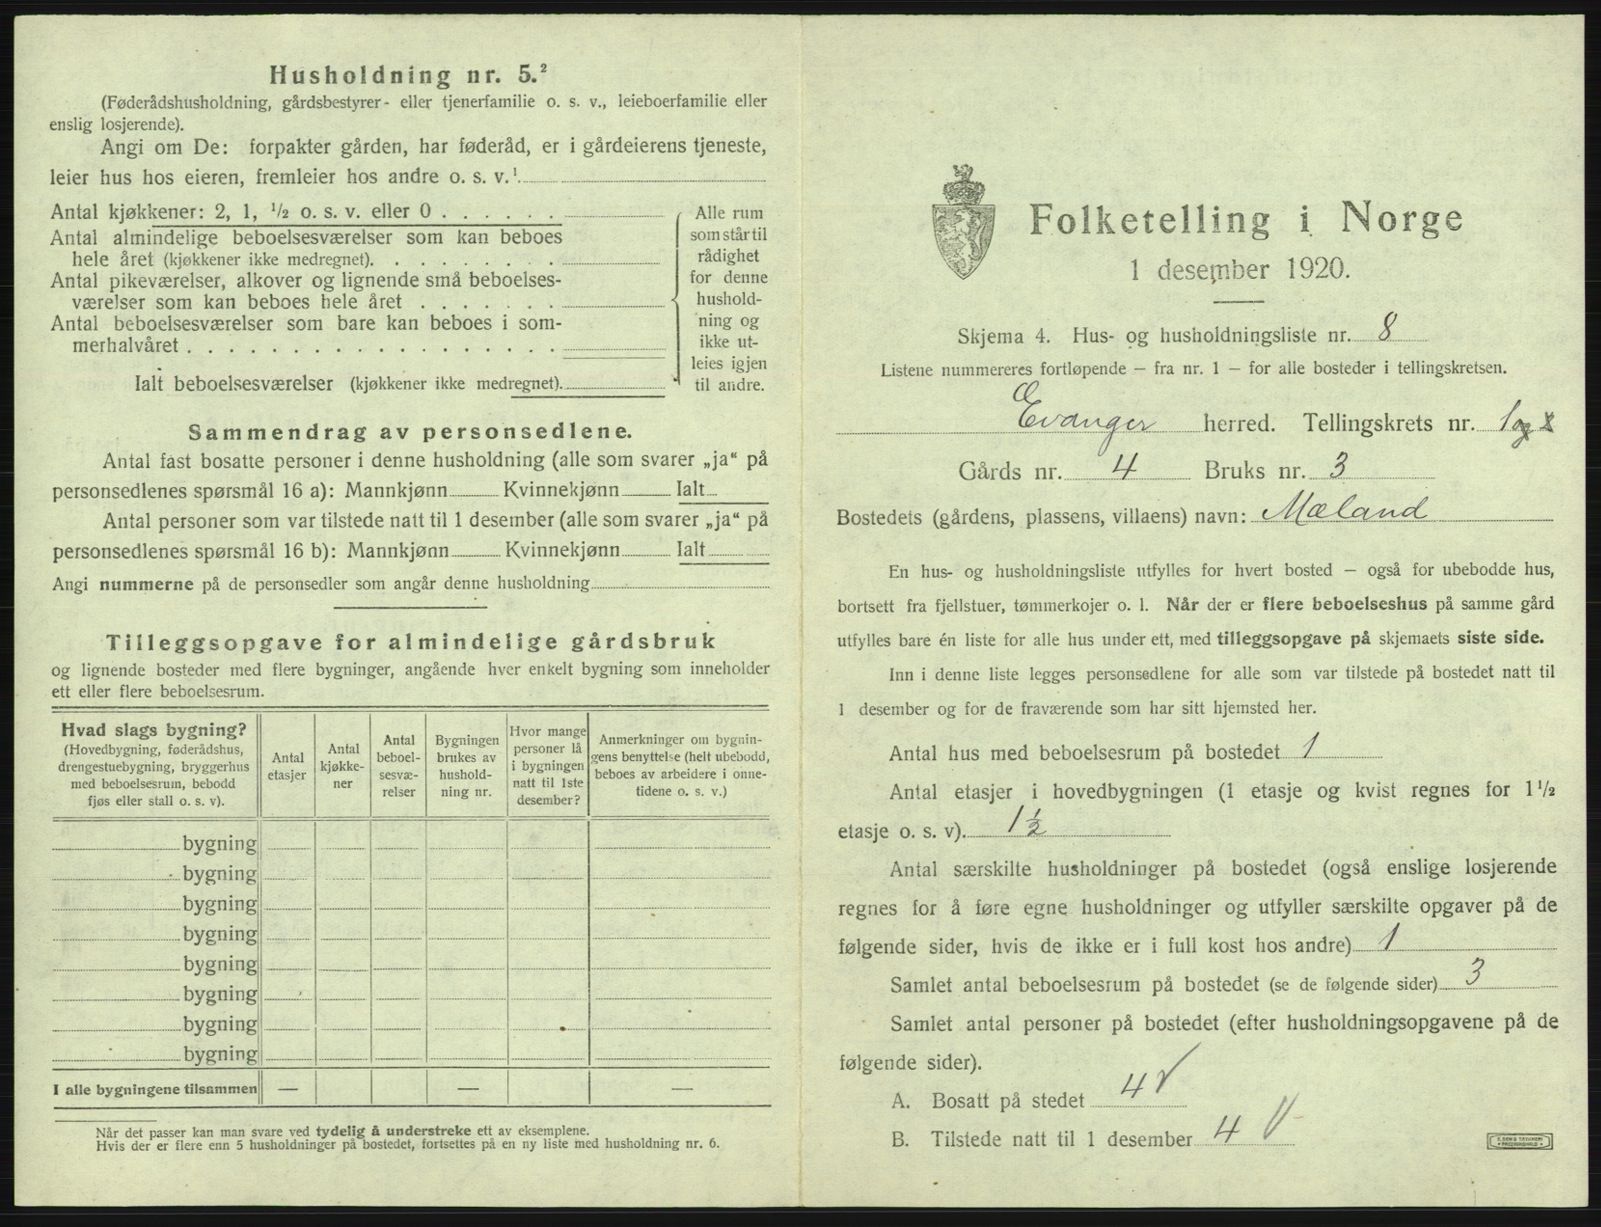 Husholdning nr. 5.²
(Føderådshusholdning, gårdsbestyrer- eller tjenerfamilie o. s. v., leieboerfamilie eller
enslig losjerende).
Angi om De: forpakter gården, har føderåd, er i gårdeierens tjeneste,
leier hus hos eieren, fremleier hos andre o. s. v.¹
Antal kjøkkener: 2, 1, ½ o. s. v. eller 0
Antal almindelige beboelsesværelser som kan beboes
hele året (kjøkkener ikke medregnet).
Antal pikeværelser, alkover og lignende små beboelses-
værelser som kan beboes hele året
Antal beboelsesværelser som bare kan beboes i som-
merhalvåret
Ialt beboelsesværelser (kjøkkener ikke medregnet).
Alle rum
som står til
rådighet
for denne
hushold-
ning og
ikke ut-
leies igjen
til andre.
Sammendrag av personsedlene.
Antal fast bosatte personer i denne husholdning (alle som svarer „ja“ på
personsedlenes spørsmål 16 a): Mannkjønn Kvinnekjønn Ialt
Antal personer som var tilstede natt til 1 desember (alle som svarer „ja“ på
personsedlenes spørsmål 16 b): Mannkjønn Kvinnekjønn Ialt
Angi nummerne på de personsedler som angår denne husholdning
Tilleggsopgave for almindelige gårdsbruk
og lignende bosteder med flere bygninger, angående hver enkelt bygning som inneholder
ett eller flere beboelsesrum.
Hvad slags bygning?
(Hovedbygning, føderådshus,
drengestuebygning, bryggerhus
med beboelsesrum, bebodd
fjøs eller stall o. s. v).
Antal
etasjer
Antal
kjøkke-
ner
Antal
beboel-
sesvæ-
relser
Bygningen
brukes av
hushold-
ning nr.
Hvor mange
personer lå
i bygningen
natt til 1ste
desember?
Anmerkninger om bygnin-
gens benyttelse (helt ubebodd,
beboes av arbeidere i onne-
tidene o. s. v.)
bygning
bygning
bygning
bygning
bygning
bygning
bygning
bygning
I alle bygningene tilsammen — — —
Når det passer kan man svare ved tydelig å understreke ett av eksemplene.
Hvis der er flere enn 5 husholdninger på bostedet, fortsettes på en ny liste med husholdning nr. 6.
Folketelling i Norge
1 desember 1920.
Skjema 4. Hus- og husholdningsliste nr. 8
Listene nummereres fortløpende — fra nr. 1 — for alle bosteder i tellingskretsen.
Evanger herred. Tellingskrets nr. 1
Gårds nr. 4 Bruks nr. 3
Bostedets (gårdens, plassens, villaens) navn: Mæland
En hus- og husholdningsliste utfylles for hvert bosted — også for ubebodde hus,
bortsett fra fjellstuer, tømmerkojer o. l. Når der er flere beboelseshus på samme gård
utfylles bare én liste for alle hus under ett, med tilleggsopgave på skjemaets siste side.
Inn i denne liste legges personsedlene for alle som var tilstede på bostedet natt til
1 desember og for de fraværende som har sitt hjemsted her.
Antal hus med beboelsesrum på bostedet 1
Antal etasjer i hovedbygningen (1 etasje og kvist regnes for 1½
etasje o. s. v). 1½
Antal særskilte husholdninger på bostedet (også enslige losjerende
regnes for å føre egne husholdninger og utfyller særskilte opgaver på de
følgende sider, hvis de ikke er i full kost hos andre) 1
Samlet antal beboelsesrum på bostedet (se de følgende sider) 3
Samlet antal personer på bostedet (efter husholdningsopgavene på de
følgende sider).
A. Bosatt på stedet 4 V
B. Tilstede natt til 1 desember 4 V